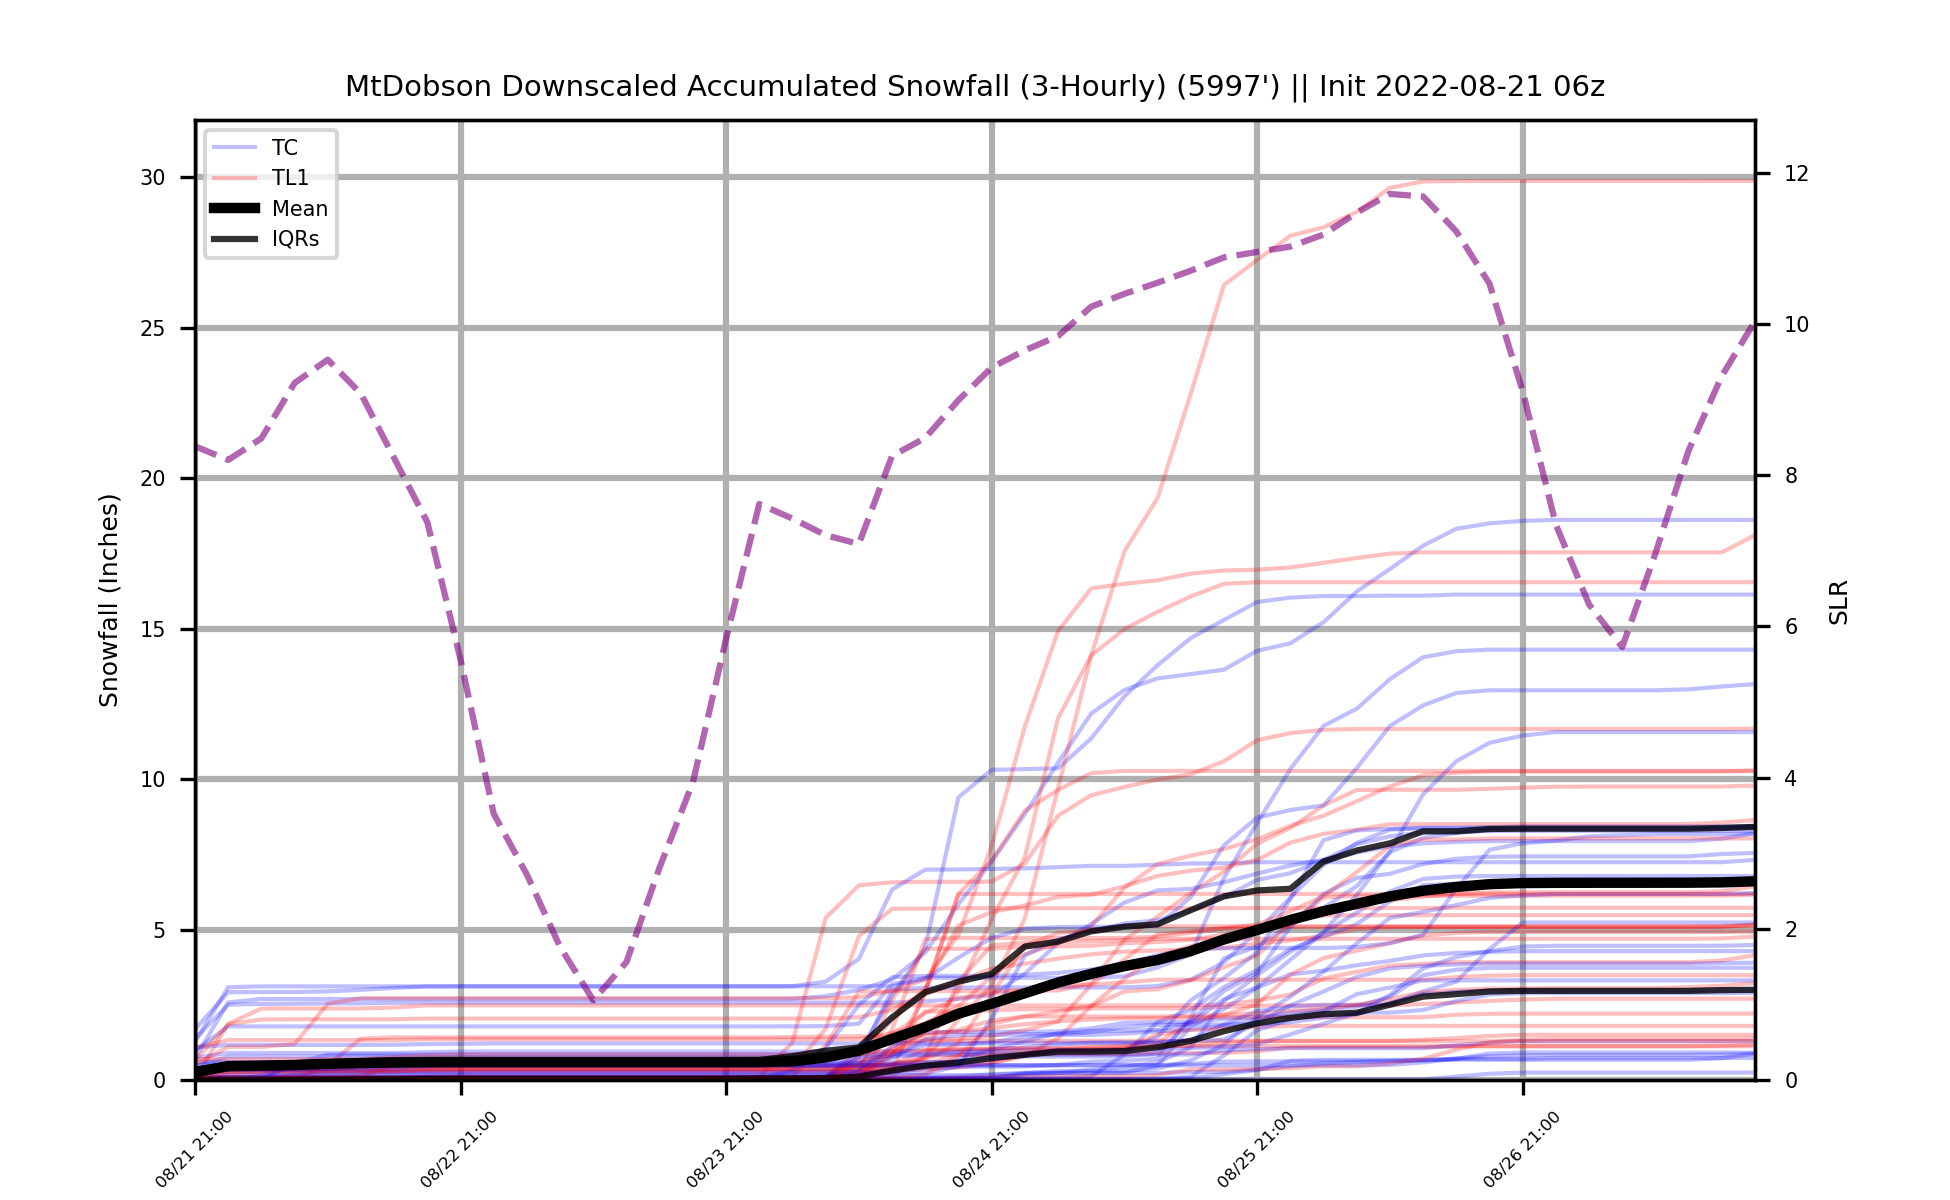 MtDobson Downscaled Accumulated Snowfall (3-Hourly) (5997') || Init 2022-08-21 06z
TC
TL1
Mean
IQRs
30
25
20
15
10
5
0
Snowfall (Inches)
12
10
8
6
4
2
0
SLR
08/21 21:00
08/22 21:00
08/23 21:00
08/24 21:00
08/25 21:00
08/26 21:00